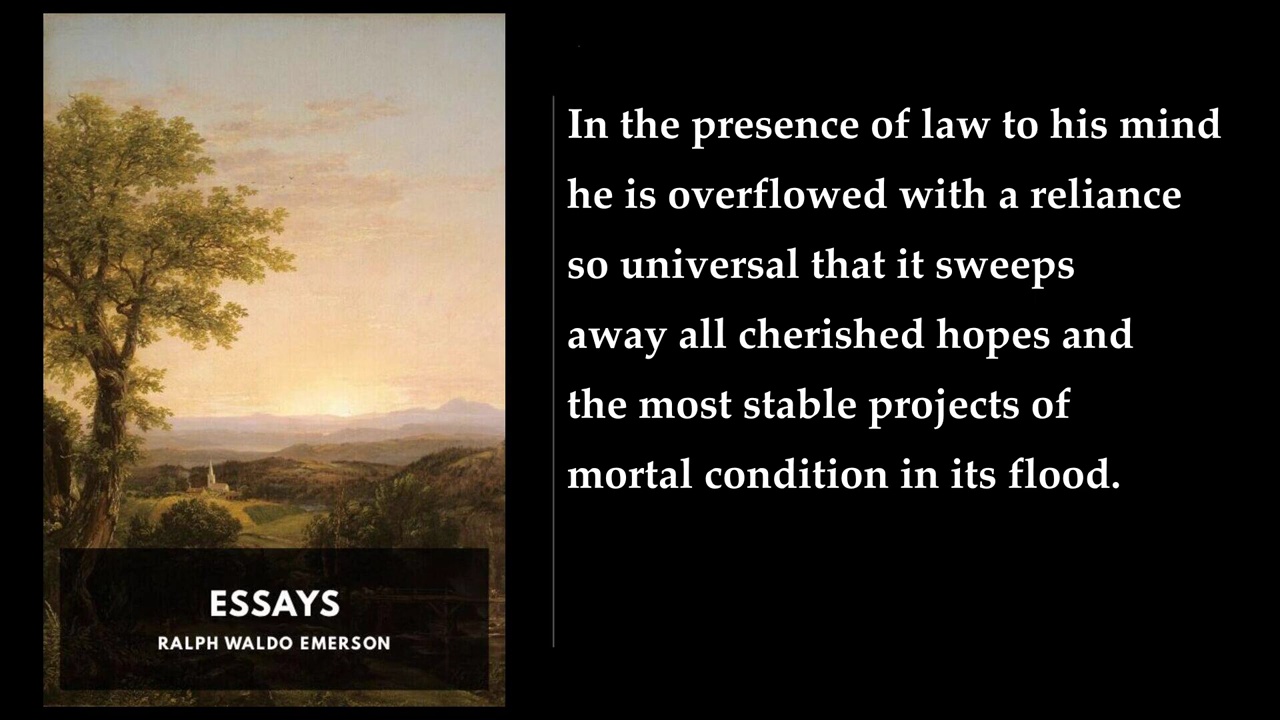 ESSAYS
RALPH WALDO EMERSON
In the presence of law to his mind
he is overflowed with a reliance
so universal that it sweeps
away all cherished hopes and
the most stable projects of
mortal condition in its flood.